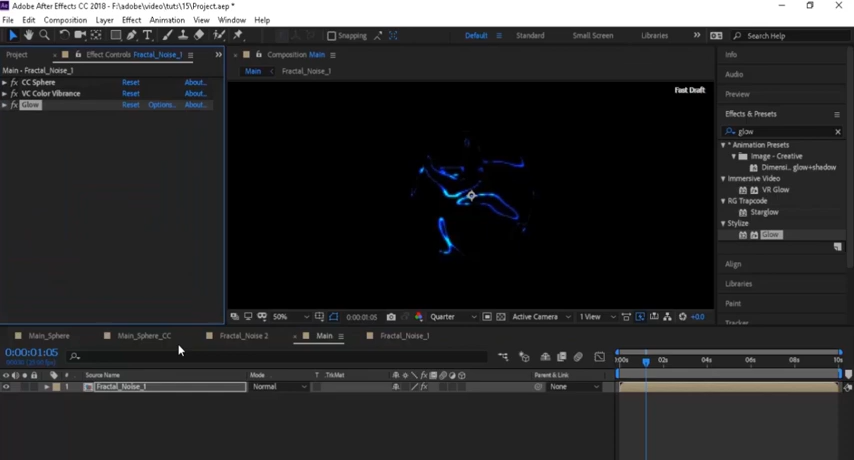 Adobe After Effects CC 2018 - F:\adobe\video\tuts\15\Project.aep *
File Edit Composition Layer Effect Animation View Window Help
Snapping Default Standard Small Screen Libraries Search Help
Project Effect Controls Fractal_Noise_1
Composition Main
Info
Main - Fractal_Noise_1
Main Fractal_Noise_1
CC Sphere Reset About...
VC Color Vibrance Reset About...
Glow Reset Options... About...
Fast Draft
Audio
Preview
Effects & Presets
glow
* Animation Presets
Image - Creative
Dimensi...glow+shadow
Immersive Video
VR Glow
RG Trapcode
Starglow
Stylize
Glow
Align
Libraries
Paint
Tracker
50% 0:00:01:05 Quarter Active Camera 1 View +0.0
Main_Sphere Main_Sphere_CC Fractal_Noise 2 Main Fractal_Noise_1
0:00:01:05
:00s 02s 04s 06s 08s 10s
# Source Name Mode T .TrkMat Parent & Link
1 Fractal_Noise_1 Normal None